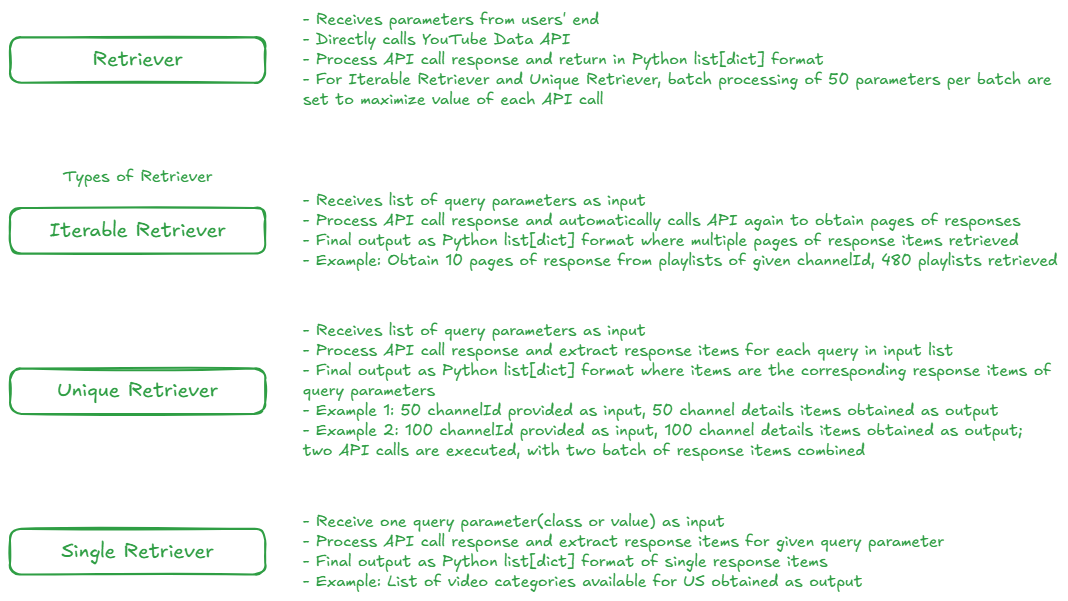 Retriever
- Receives parameters from users' end
- Directly calls YouTube Data API
- Process API call response and return in Python list[dict] format
- For Iterable Retriever and Unique Retriever, batch processing of 50 parameters per batch are
set to maximize value of each API call
Types of Retriever
Iterable Retriever
- Receives list of query parameters as input
- Process API call response and automatically calls API again to obtain pages of responses
- Final output as Python list[dict] format where multiple pages of response items retrieved
- Example: Obtain 10 pages of response from playlists of given channelId, 480 playlists retrieved
Unique Retriever
- Receives list of query parameters as input
- Process API call response and extract response items for each query in input list
- Final output as Python list[dict] format where items are the corresponding response items of
query parameters
- Example 1: 50 channelId provided as input, 50 channel details items obtained as output
- Example 2: 100 channelId provided as input, 100 channel details items obtained as output;
two API calls are executed, with two batch of response items combined
Single Retriever
- Receive one query parameter(class or value) as input
- Process API call response and extract response items for given query parameter
- Final output as Python list[dict] format of single response items
- Example: List of video categories available for US obtained as output